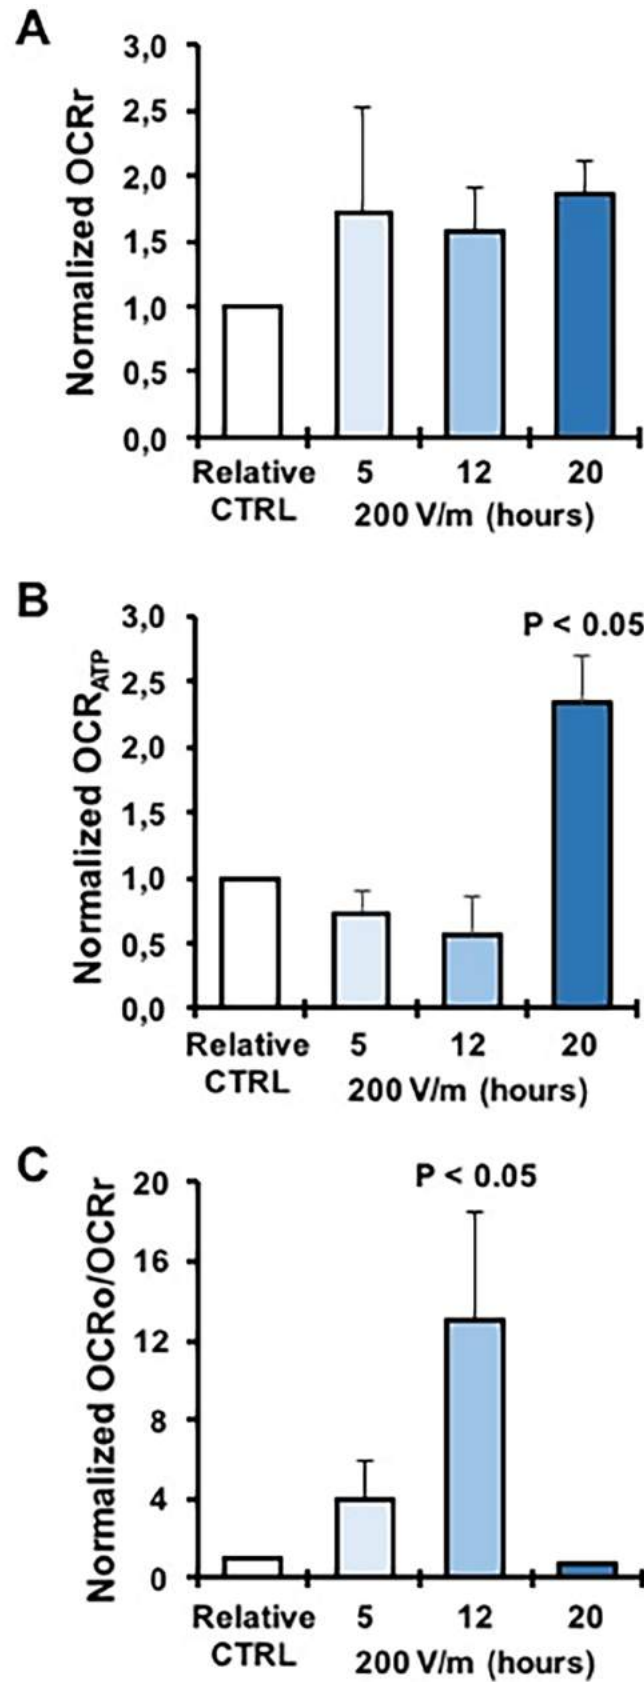 A
Normalized OCRr
3,0
2,5
2,0
1,5
1,0
0,5
0,0
Relative CTRL 5 12 20
200 V/m (hours)
B
Normalized OCRATP
P < 0.05
3,0
2,5
2,0
1,5
1,0
0,5
0,0
Relative CTRL 5 12 20
200 V/m (hours)
C
Normalized OCRo/OCRr
P < 0.05
20
16
12
8
4
0
Relative CTRL 5 12 20
200 V/m (hours)